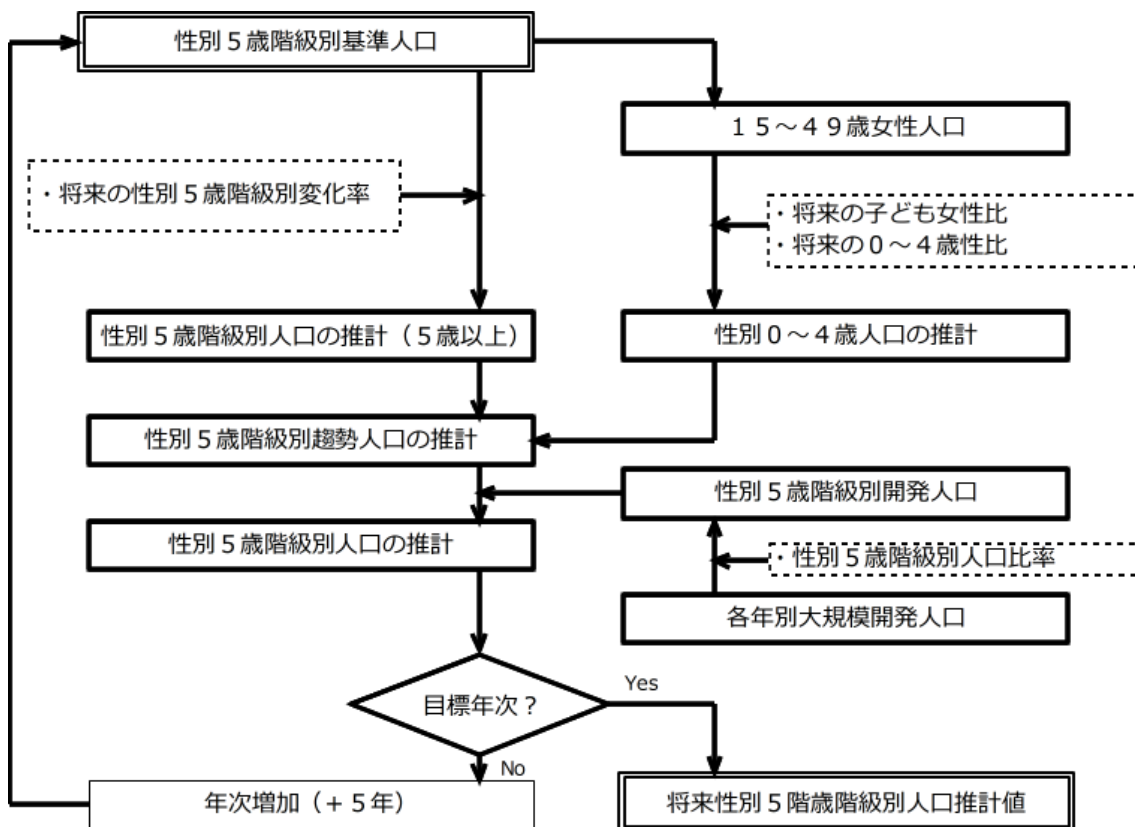 性別５歳階級別基準人口
１５～４９歳女性人口
・将来の性別５歳階級別変化率
・将来の子ども女性比
・将来の０～４歳性比
性別５歳階級別人口の推計（５歳以上）
性別０～４歳人口の推計
性別５歳階級別趨勢人口の推計
性別５歳階級別開発人口
性別５歳階級別人口の推計
・性別５歳階級別人口比率
各年別大規模開発人口
目標年次？
Yes
No
年次増加（＋５年）
将来性別５階歳階級別人口推計値